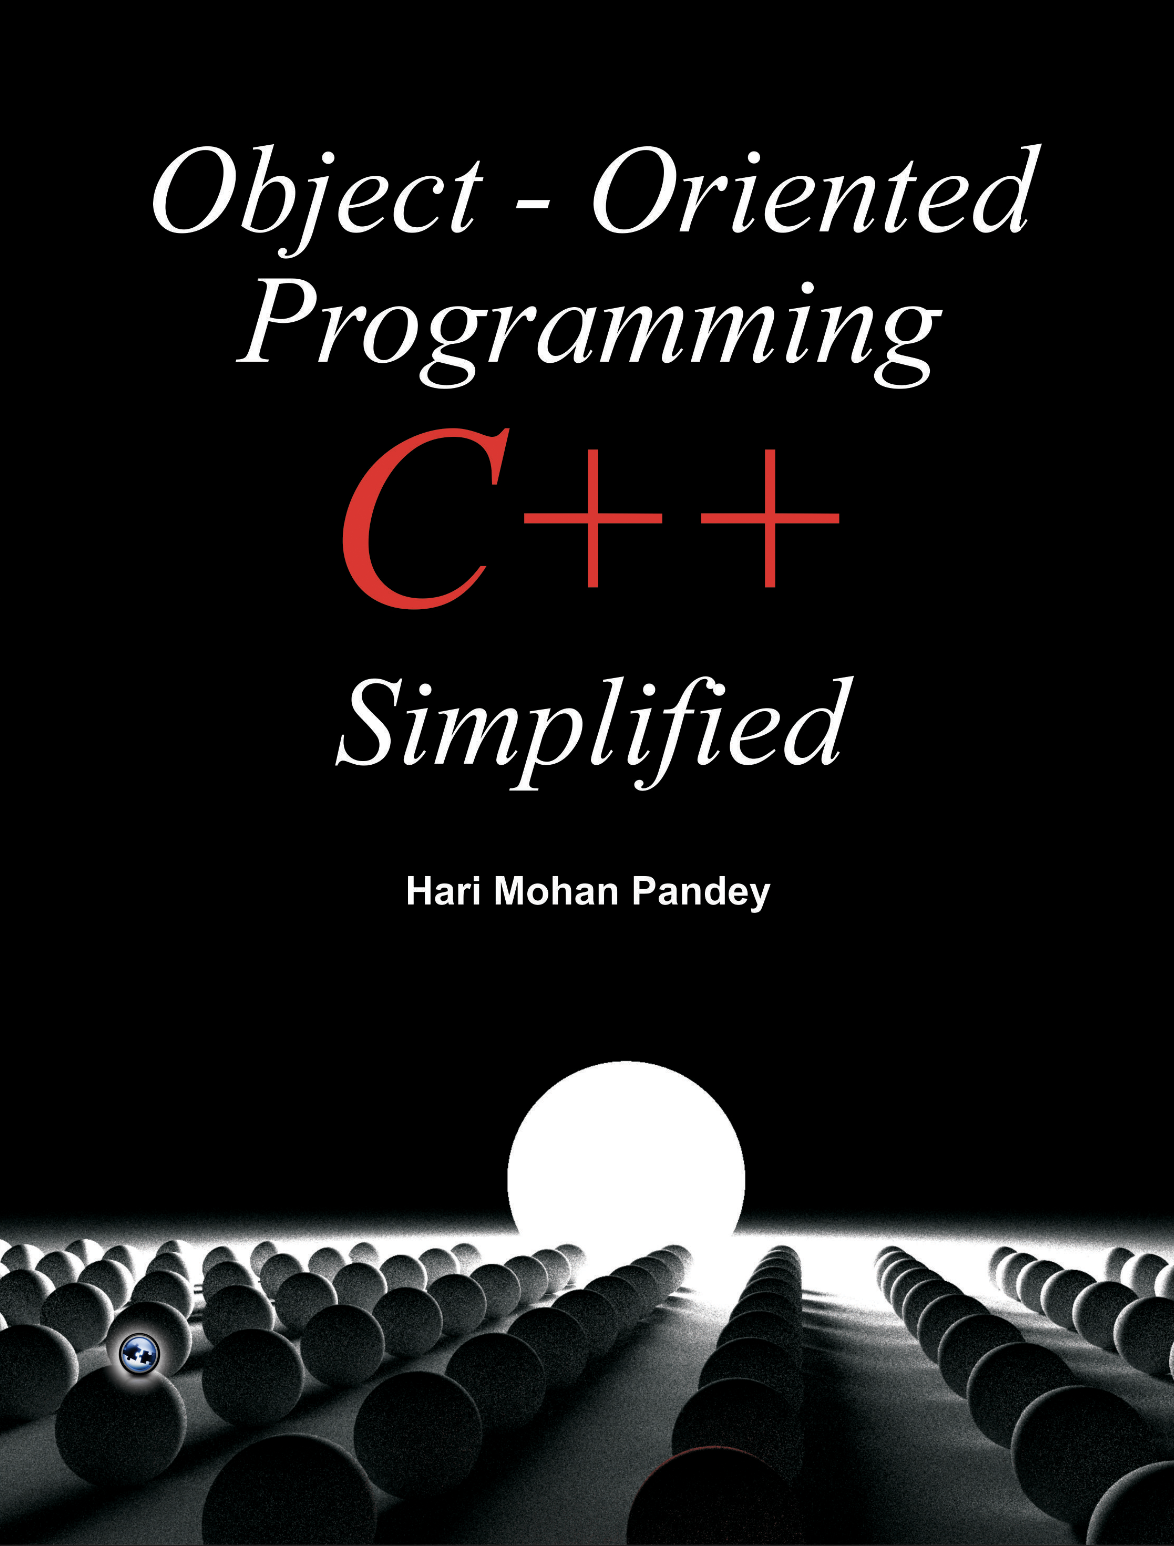 Object - Oriented
Programming
C++
Simplified
Hari Mohan Pandey